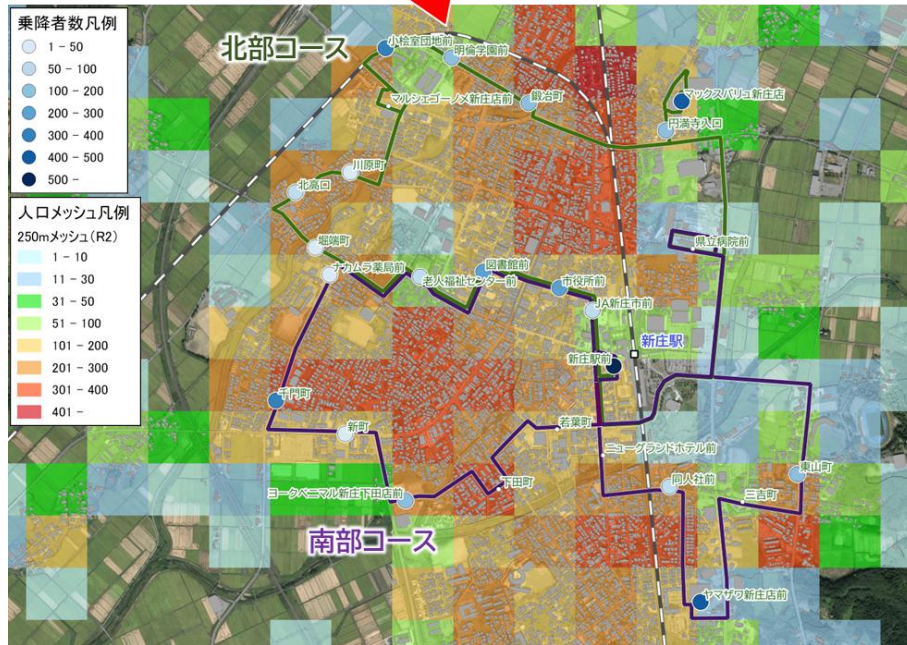 乗降者数凡例
1 - 50
50 - 100
100 - 200
200 - 300
300 - 400
400 - 500
500 -
人口メッシュ凡例
250mメッシュ(R2)
1 - 10
11 - 30
31 - 50
51 - 100
101 - 200
201 - 300
301 - 400
401 -
北部コース
小桧室団地前
明倫学園前
マルシェゴーノメ新庄店前
鍛冶町
マックスバリュ新庄店
円満寺入口
川原町
北高口
堀端町
県立病院前
ナカムラ薬局前
老人福祉センター前
図書館前
市役所前
JA新庄市前
新庄駅
新庄駅前
千門町
新町
若葉町
ニューグランドホテル前
ヨークベニマル新庄下田店前
下田町
同人社前
三吉町
東山町
南部コース
ヤマザワ新庄店前